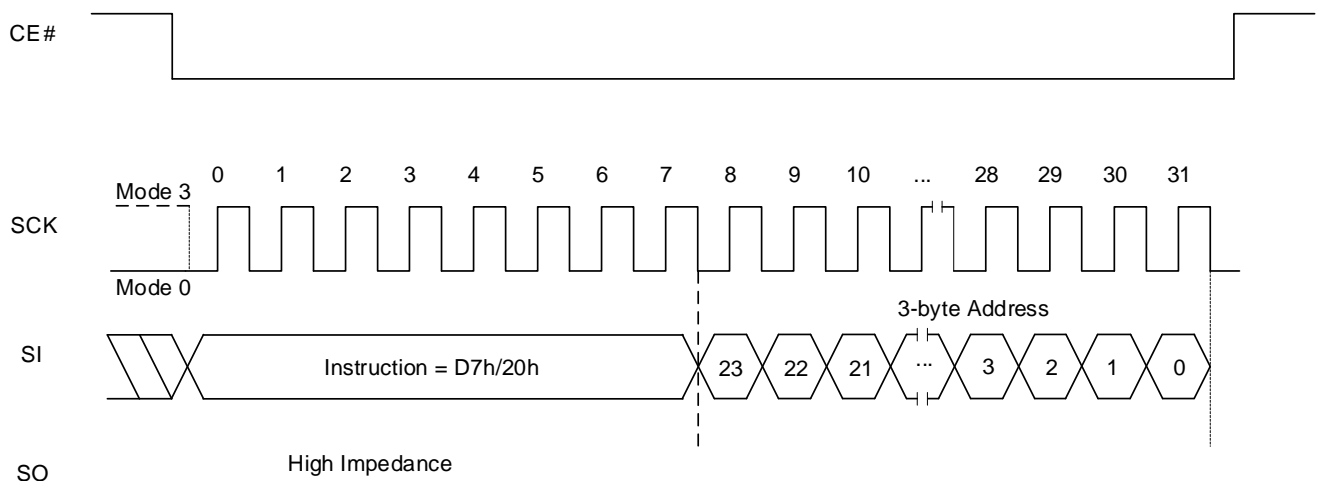 CE#
0 1 2 3 4 5 6 7 8 9 10 ... 28 29 30 31
Mode 3
SCK
Mode 0
3-byte Address
SI
Instruction = D7h/20h
23 22 21 ... 3 2 1 0
High Impedance
SO